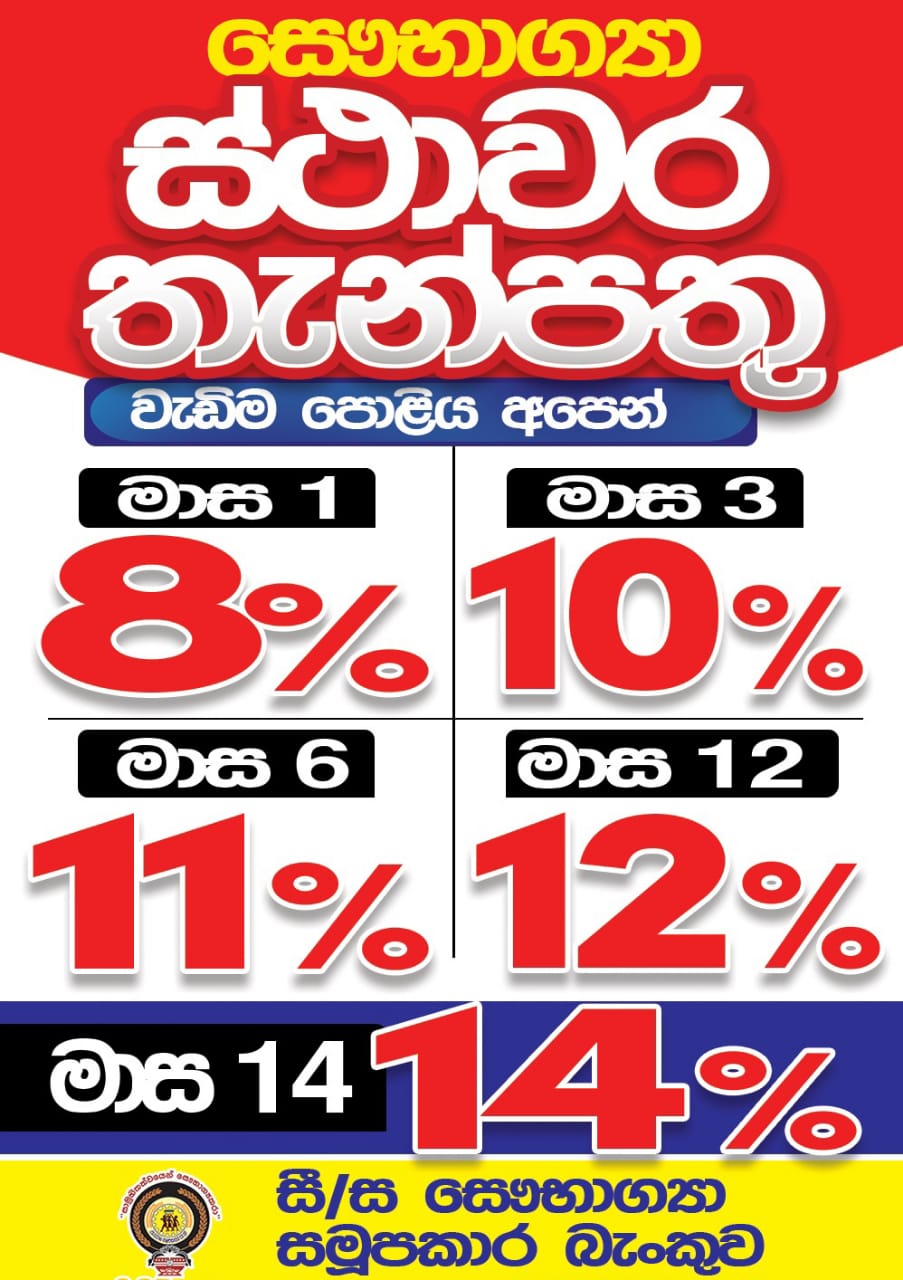 සෞභාග්‍යා
ස්ථාවර
තැන්පතු
වැඩිම පොළිය අපෙන්
මාස 1
8%
මාස 3
10%
මාස 6
11%
මාස 12
12%
මාස 14
14%
සී/ස සෞභාග්‍යා
සමූපකාර බැංකුව